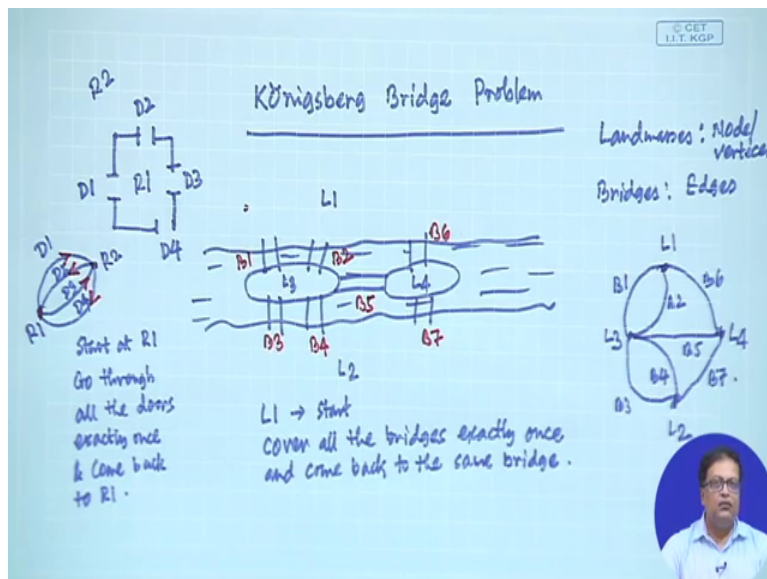 © CET
I.I.T. KGP
Königsberg Bridge Problem
R2
D2
D1
R1
D3
D4
Landmasses: Node/
vertices
Bridges: Edges
L1
B1
B2
B6
L3
L4
B5
B3
B4
B7
L2
D1
D2
D3
D4
R2
R1
Start at R1
Go through
all the doors
exactly once
& come back
to R1.
L1 → Start
cover all the bridges exactly once
and come back to the same bridge.
L1
B1
B2
B6
L3
B5
L4
B4
B7
B3
L2